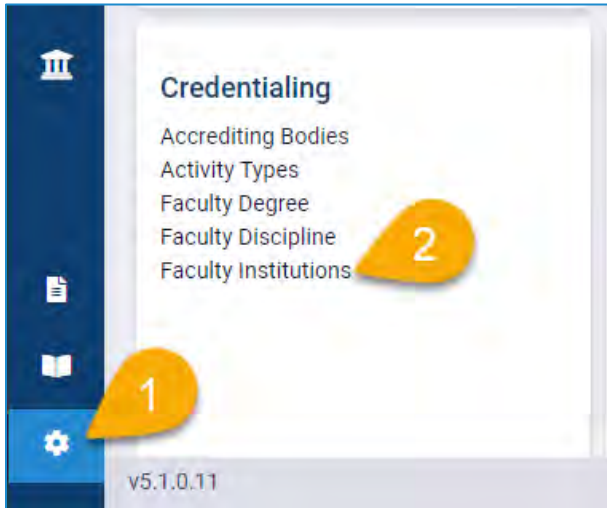 Credentialing
Accrediting Bodies
Activity Types
Faculty Degree
Faculty Discipline
2
Faculty Institutions
1
v5.1.0.11